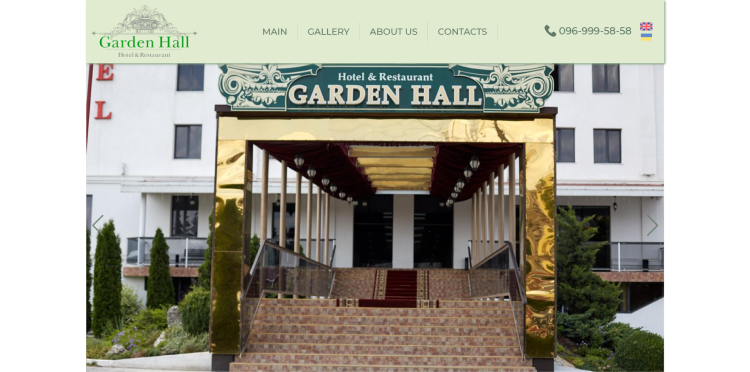 Garden Hall
Hotel & Restaurant
MAIN
GALLERY
ABOUT US
CONTACTS
096-999-58-58
E
L
Hotel & Restaurant
GARDEN HALL